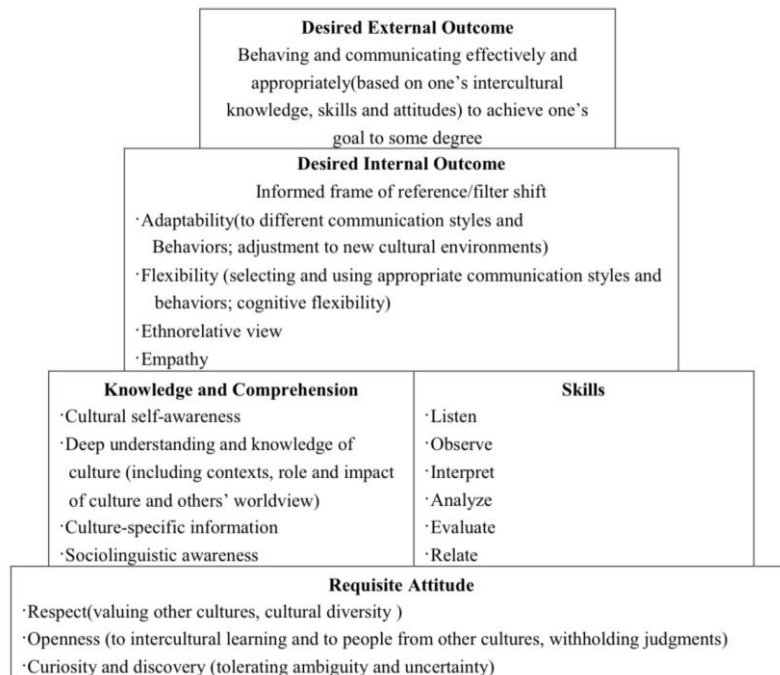 Desired External Outcome
Behaving and communicating effectively and
appropriately(based on one’s intercultural
knowledge, skills and attitudes) to achieve one’s
goal to some degree
Desired Internal Outcome
Informed frame of reference/filter shift
·Adaptability(to different communication styles and
Behaviors; adjustment to new cultural environments)
·Flexibility (selecting and using appropriate communication styles and
behaviors; cognitive flexibility)
·Ethnorelative view
·Empathy
Knowledge and Comprehension
·Cultural self-awareness
·Deep understanding and knowledge of
culture (including contexts, role and impact
of culture and others’ worldview)
·Culture-specific information
·Sociolinguistic awareness
Skills
·Listen
·Observe
·Interpret
·Analyze
·Evaluate
·Relate
Requisite Attitude
·Respect(valuing other cultures, cultural diversity )
·Openness (to intercultural learning and to people from other cultures, withholding judgments)
·Curiosity and discovery (tolerating ambiguity and uncertainty)